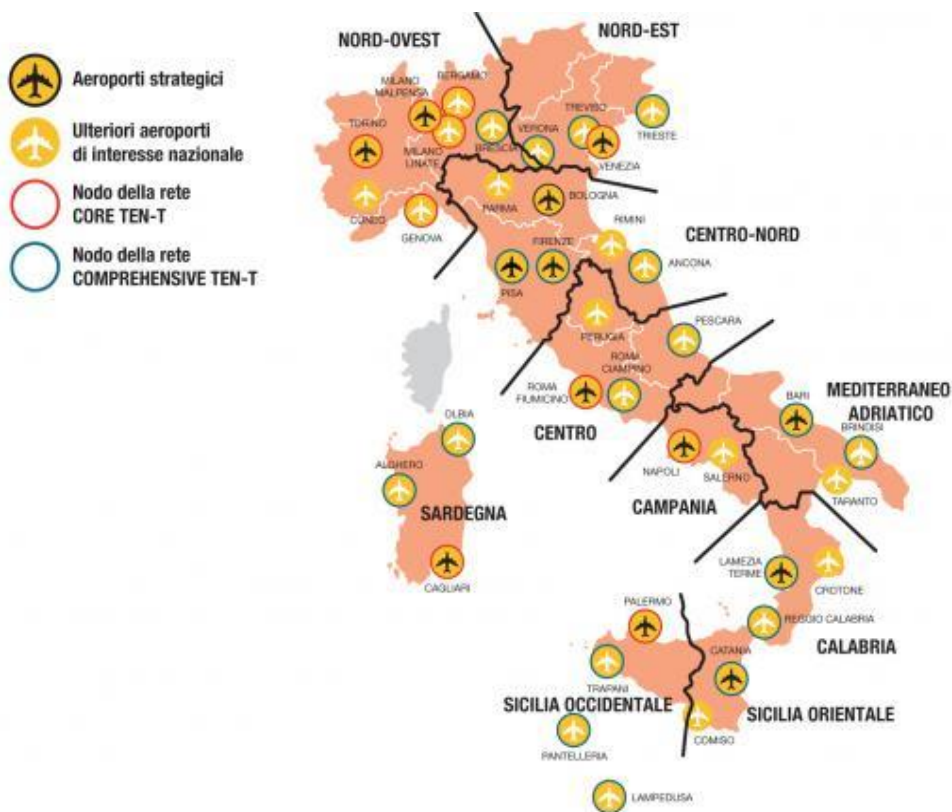 Aeroporti strategici
Ulteriori aeroporti
di interesse nazionale
Nodo della rete
CORE TEN-T
Nodo della rete
COMPREHENSIVE TEN-T
NORD-OVEST
NORD-EST
MILANO
MALPENSA
BERGAMO
TORINO
MILANO
LINATE
BRESCIA
VERONA
TREVISO
TRIESTE
VENEZIA
CUNEO
GENOVA
PARMA
BOLOGNA
RIMINI
CENTRO-NORD
FIRENZE
PISA
ANCONA
PERUGIA
PESCARA
ROMA
CIAMPINO
ROMA
FIUMICINO
CENTRO
BARI
MEDITERRANEO
ADRIATICO
BRINDISI
OLBIA
ALGHERO
SARDEGNA
CAGLIARI
NAPOLI
SALERNO
CAMPANIA
TARANTO
LAMEZIA
TERME
CROTONE
REGGIO CALABRIA
CALABRIA
PALERMO
CATANIA
TRAPANI
SICILIA OCCIDENTALE
SICILIA ORIENTALE
COMISO
PANTELLERIA
LAMPEDUSA